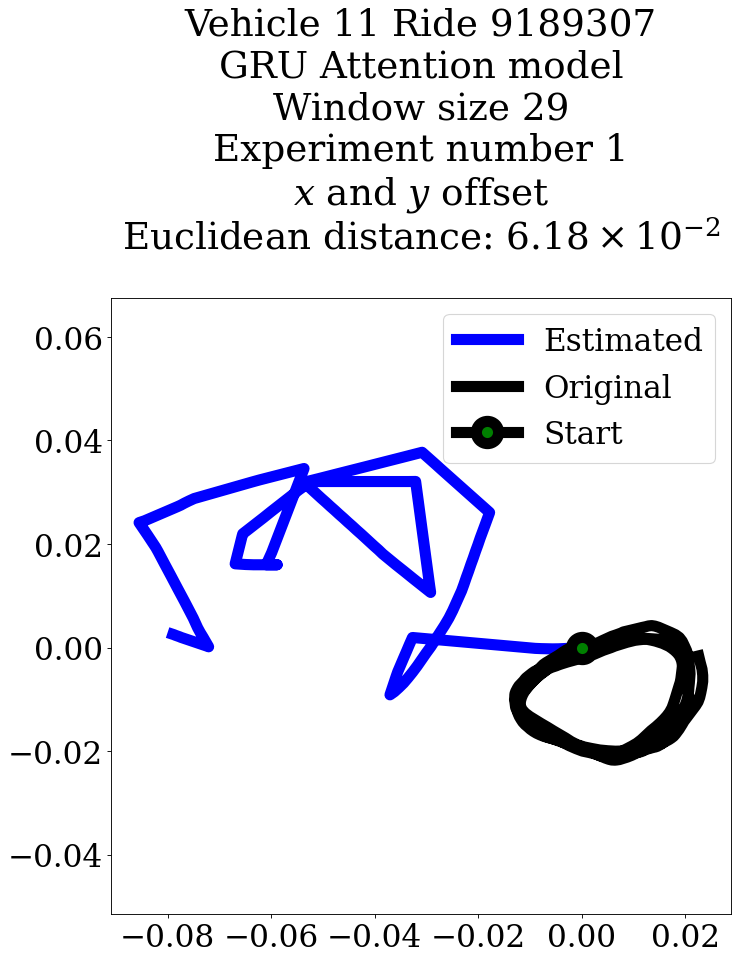 Vehicle 11 Ride 9189307
GRU Attention model
Window size 29
Experiment number 1
x and y offset
Euclidean distance: 6.18 × 10⁻²
Estimated
Original
Start
0.06
0.04
0.02
0.00
−0.02
−0.04
−0.08 −0.06 −0.04 −0.02 0.00 0.02